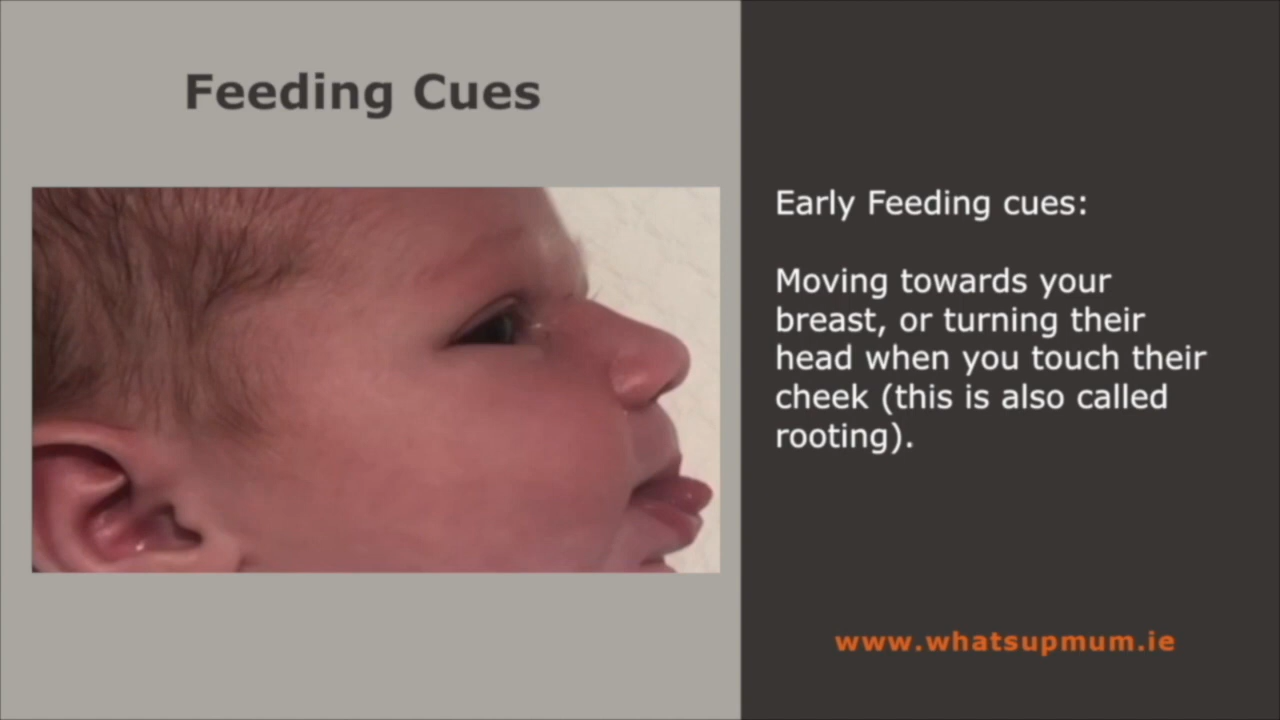 Feeding Cues
Early Feeding cues:
Moving towards your
breast, or turning their
head when you touch their
cheek (this is also called
rooting).
www.whatsupmum.ie